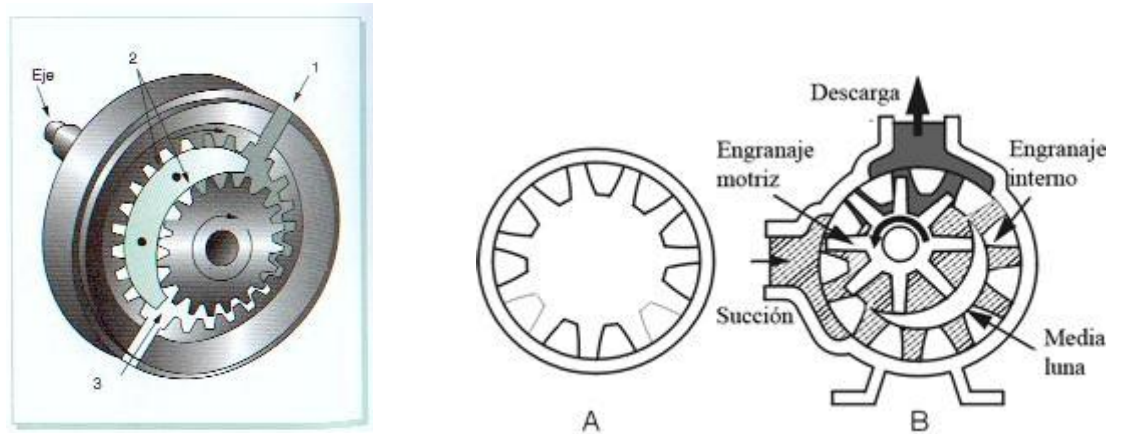 Eje
2
1
3
A
Descarga
Engranaje
motriz
Engranaje
interno
Succión
Media
luna
B